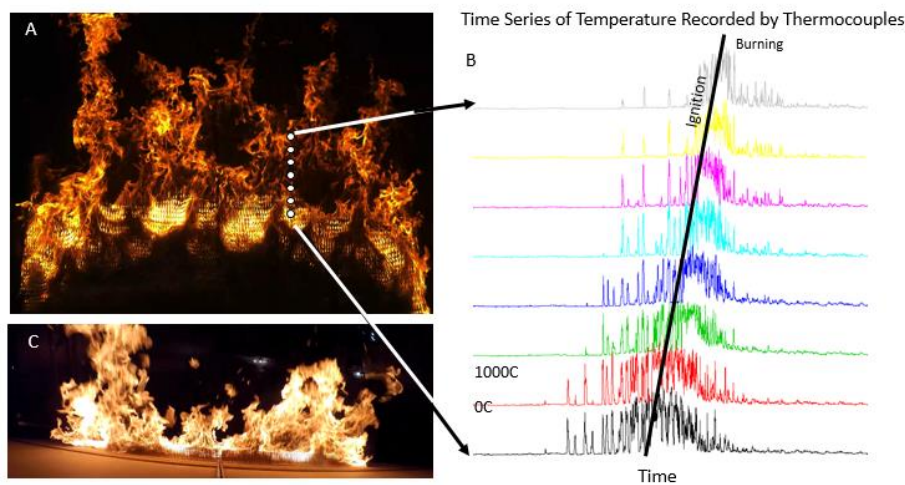 Time Series of Temperature Recorded by Thermocouples
A
B
Burning
Ignition
C
1000C
0C
Time